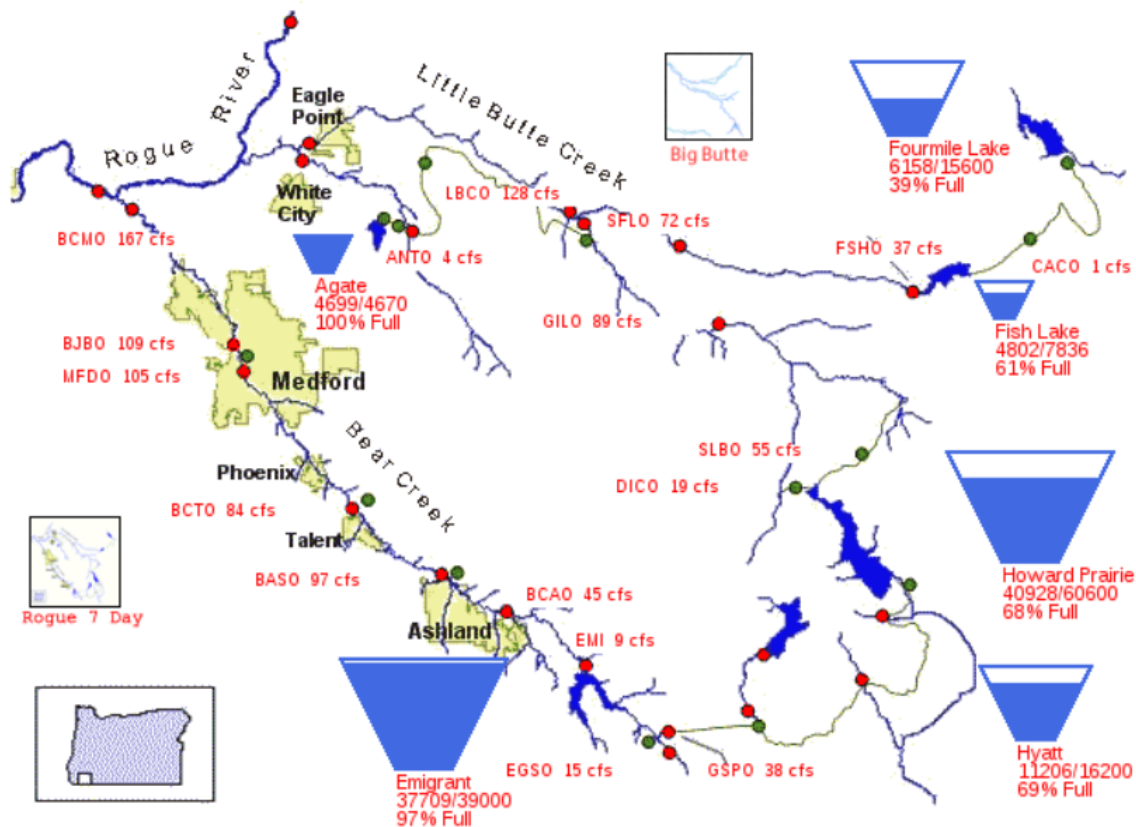 Rogue River
Eagle
Point
Little Butte Creek
Big Butte
Fourmile Lake
6158/15600
39% Full
White
City
LBCO 128 cfs
SFLO 72 cfs
BCMO 167 cfs
ANTO 4 cfs
FSHO 37 cfs
CACO 1 cfs
Agate
4699/4670
100% Full
GILO 89 cfs
Fish Lake
4802/7836
61% Full
BJBO 109 cfs
MFDO 105 cfs
Medford
Bear Creek
SLBO 55 cfs
Phoenix
DICO 19 cfs
BCTO 84 cfs
Talent
BASO 97 cfs
Howard Prairie
40928/60600
68% Full
BCAO 45 cfs
Rogue 7 Day
Ashland
EMI 9 cfs
EGSO 15 cfs
GSPO 38 cfs
Hyatt
11206/16200
69% Full
Emigrant
37709/39000
97% Full